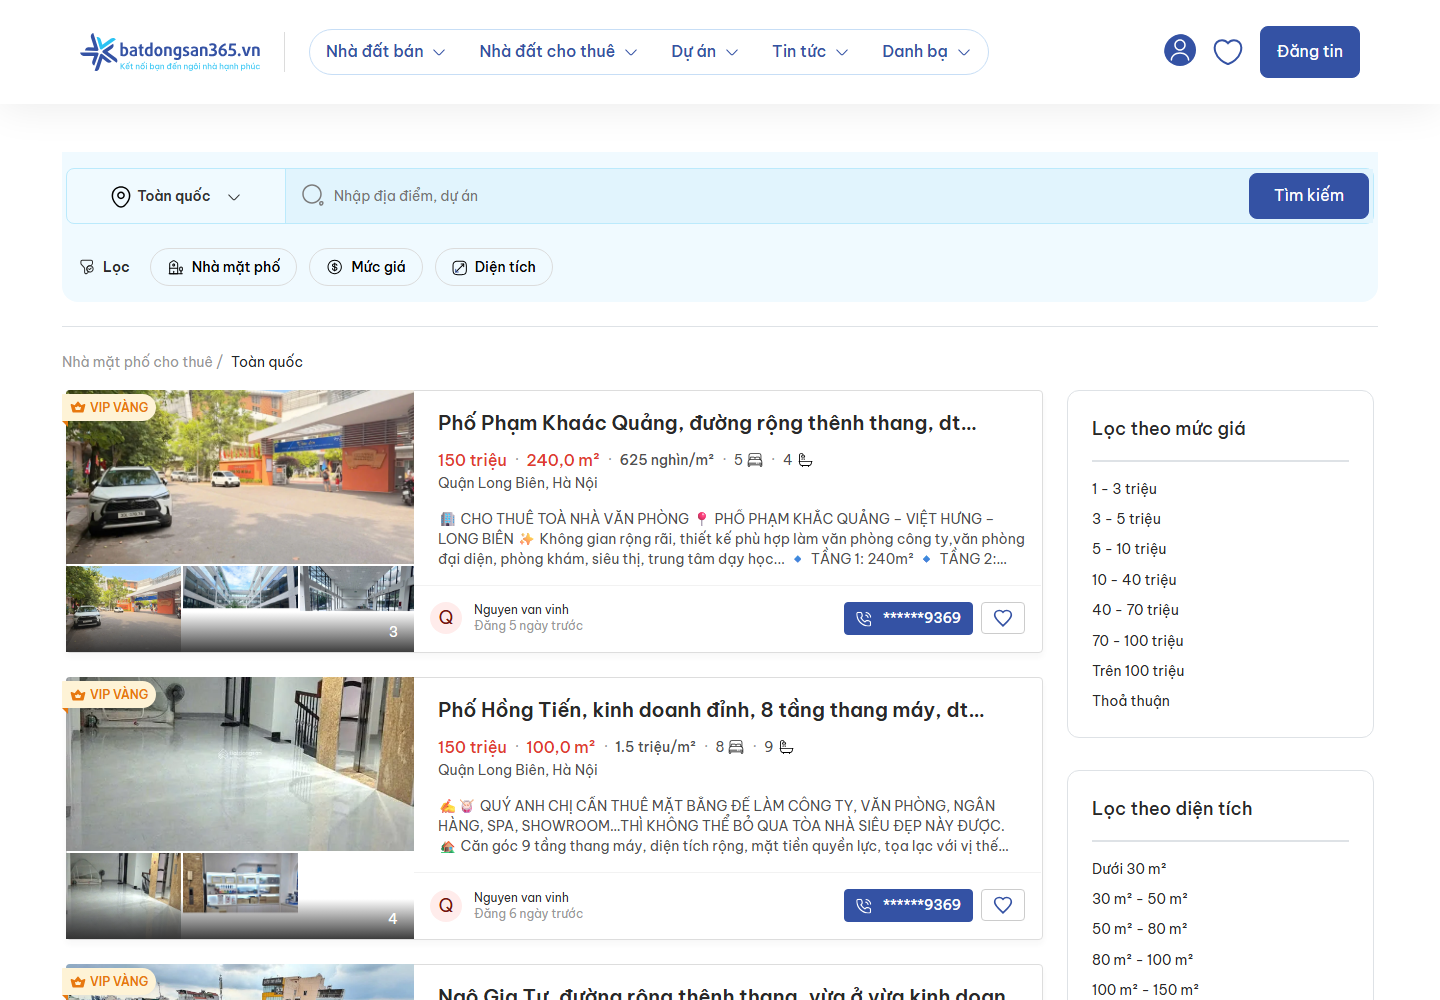 batdongsan365.vn
Kết nối bạn đến ngôi nhà hạnh phúc
Nhà đất bán
Nhà đất cho thuê
Dự án
Tin tức
Danh bạ
Đăng tin
Toàn quốc
Nhập địa điểm, dự án
Tìm kiếm
Lọc
Nhà mặt phố
Mức giá
Diện tích
Nhà mặt phố cho thuê / Toàn quốc
VIP VÀNG
3
Phố Phạm Khaác Quảng, đường rộng thênh thang, dt...
150 triệu · 240,0 m² · 625 nghìn/m² · 5 · 4
Quận Long Biên, Hà Nội
CHO THUÊ TOÀ NHÀ VĂN PHÒNG 📍 PHỐ PHẠM KHẮC QUẢNG – VIỆT HƯNG –
LONG BIÊN ✨ Không gian rộng rãi, thiết kế phù hợp làm văn phòng công ty,văn phòng
đại diện, phòng khám, siêu thị, trung tâm dạy học... 🔹 TẦNG 1: 240m² 🔹 TẦNG 2:...
Q
Nguyen van vinh
Đăng 5 ngày trước
******9369
VIP VÀNG
4
Phố Hồng Tiến, kinh doanh đỉnh, 8 tầng thang máy, dt...
150 triệu · 100,0 m² · 1.5 triệu/m² · 8 · 9
Quận Long Biên, Hà Nội
QUÝ ANH CHỊ CẦN THUÊ MẶT BẰNG ĐỂ LÀM CÔNG TY, VĂN PHÒNG, NGÂN
HÀNG, SPA, SHOWROOM...THÌ KHÔNG THỂ BỎ QUA TÒA NHÀ SIÊU ĐẸP NÀY ĐƯỢC.
Căn góc 9 tầng thang máy, diện tích rộng, mặt tiền quyền lực, tọa lạc với vị thế...
Q
Nguyen van vinh
Đăng 6 ngày trước
******9369
VIP VÀNG
Ngô Gia Tự, đường rộng thênh thang, vừa ở vừa kinh doan
Lọc theo mức giá
1 - 3 triệu
3 - 5 triệu
5 - 10 triệu
10 - 40 triệu
40 - 70 triệu
70 - 100 triệu
Trên 100 triệu
Thoả thuận
Lọc theo diện tích
Dưới 30 m²
30 m² - 50 m²
50 m² - 80 m²
80 m² - 100 m²
100 m² - 150 m²